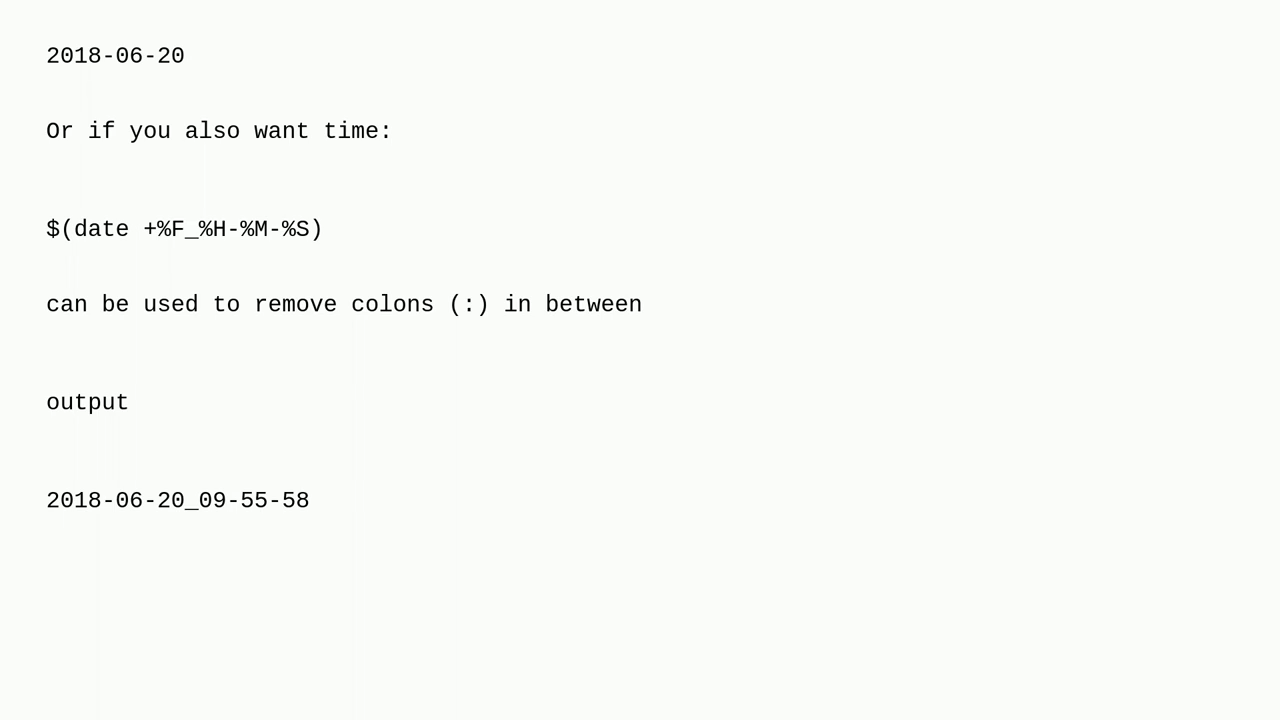 2018-06-20
Or if you also want time:
$(date +%F_%H-%M-%S)
can be used to remove colons (:) in between
output
2018-06-20_09-55-58